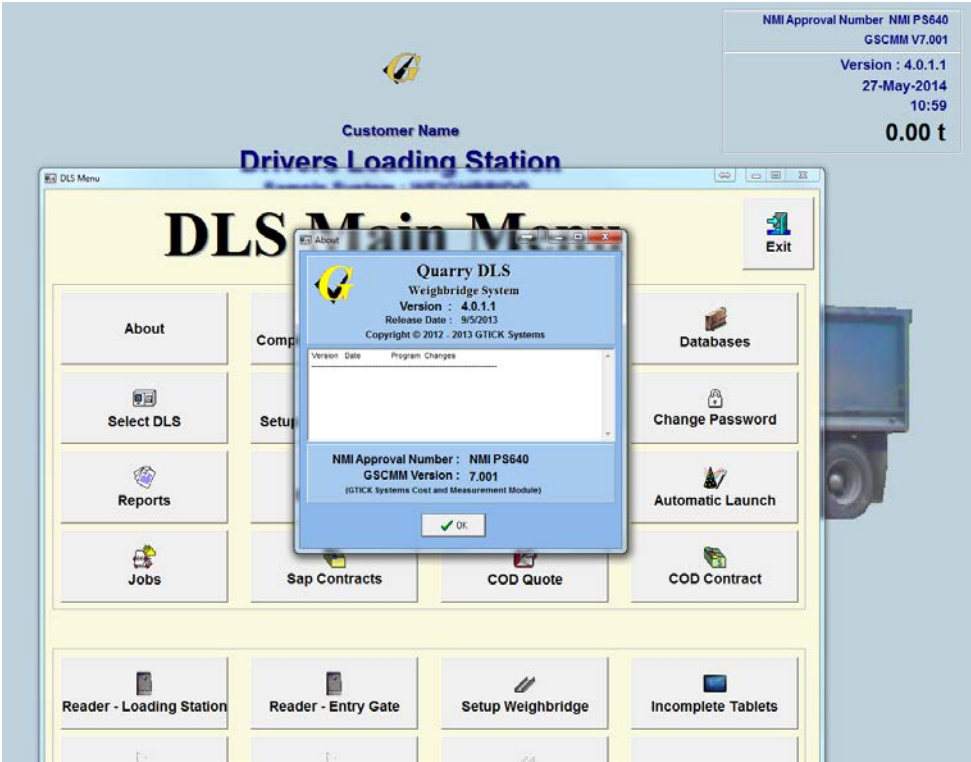 NMI Approval Number NMI PS640
GSCMM V7.001
Version : 4.0.1.1
27-May-2014
10:59
0.00 t
Customer Name
Drivers Loading Station
DLS Menu
DLS Main Menu
Exit
About
Databases
Select DLS
Change Password
Reports
Automatic Launch
Jobs
Sap Contracts
COD Quote
COD Contract
Reader - Loading Station
Reader - Entry Gate
Setup Weighbridge
Incomplete Tablets
About
Quarry DLS
Weighbridge System
Version : 4.0.1.1
Release Date : 9/5/2013
Copyright © 2012 - 2013 GTICK Systems
Version Date Program Changes
NMI Approval Number : NMI PS640
GSCMM Version : 7.001
(GTICK Systems Cost and Measurement Module)
OK